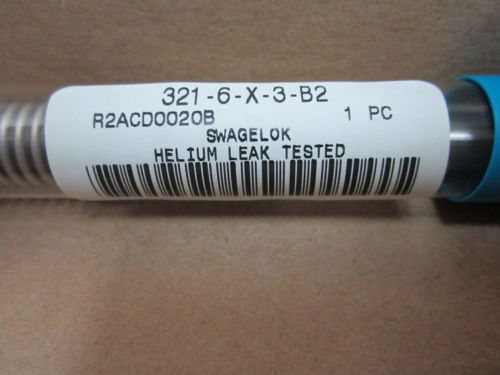 321-6-X-3-B2
R2ACD0020B 1 PC
SWAGELOK
HELIUM LEAK TESTED